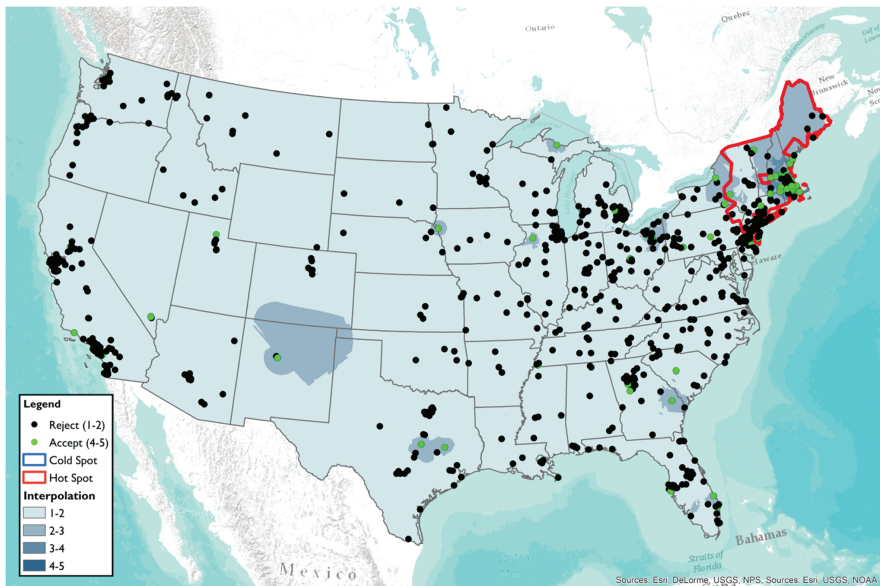 Ontario
Quebec
Gulf of
New
Brunswick
Delaware
Legend
Reject (1-2)
Accept (4-5)
Cold Spot
Hot Spot
Interpolation
1-2
2-3
3-4
4-5
Mexico
Bahamas
Straits of
Florida
Sources: Esri, DeLorme, USGS, NPS, Sources: Esri, USGS, NOAA